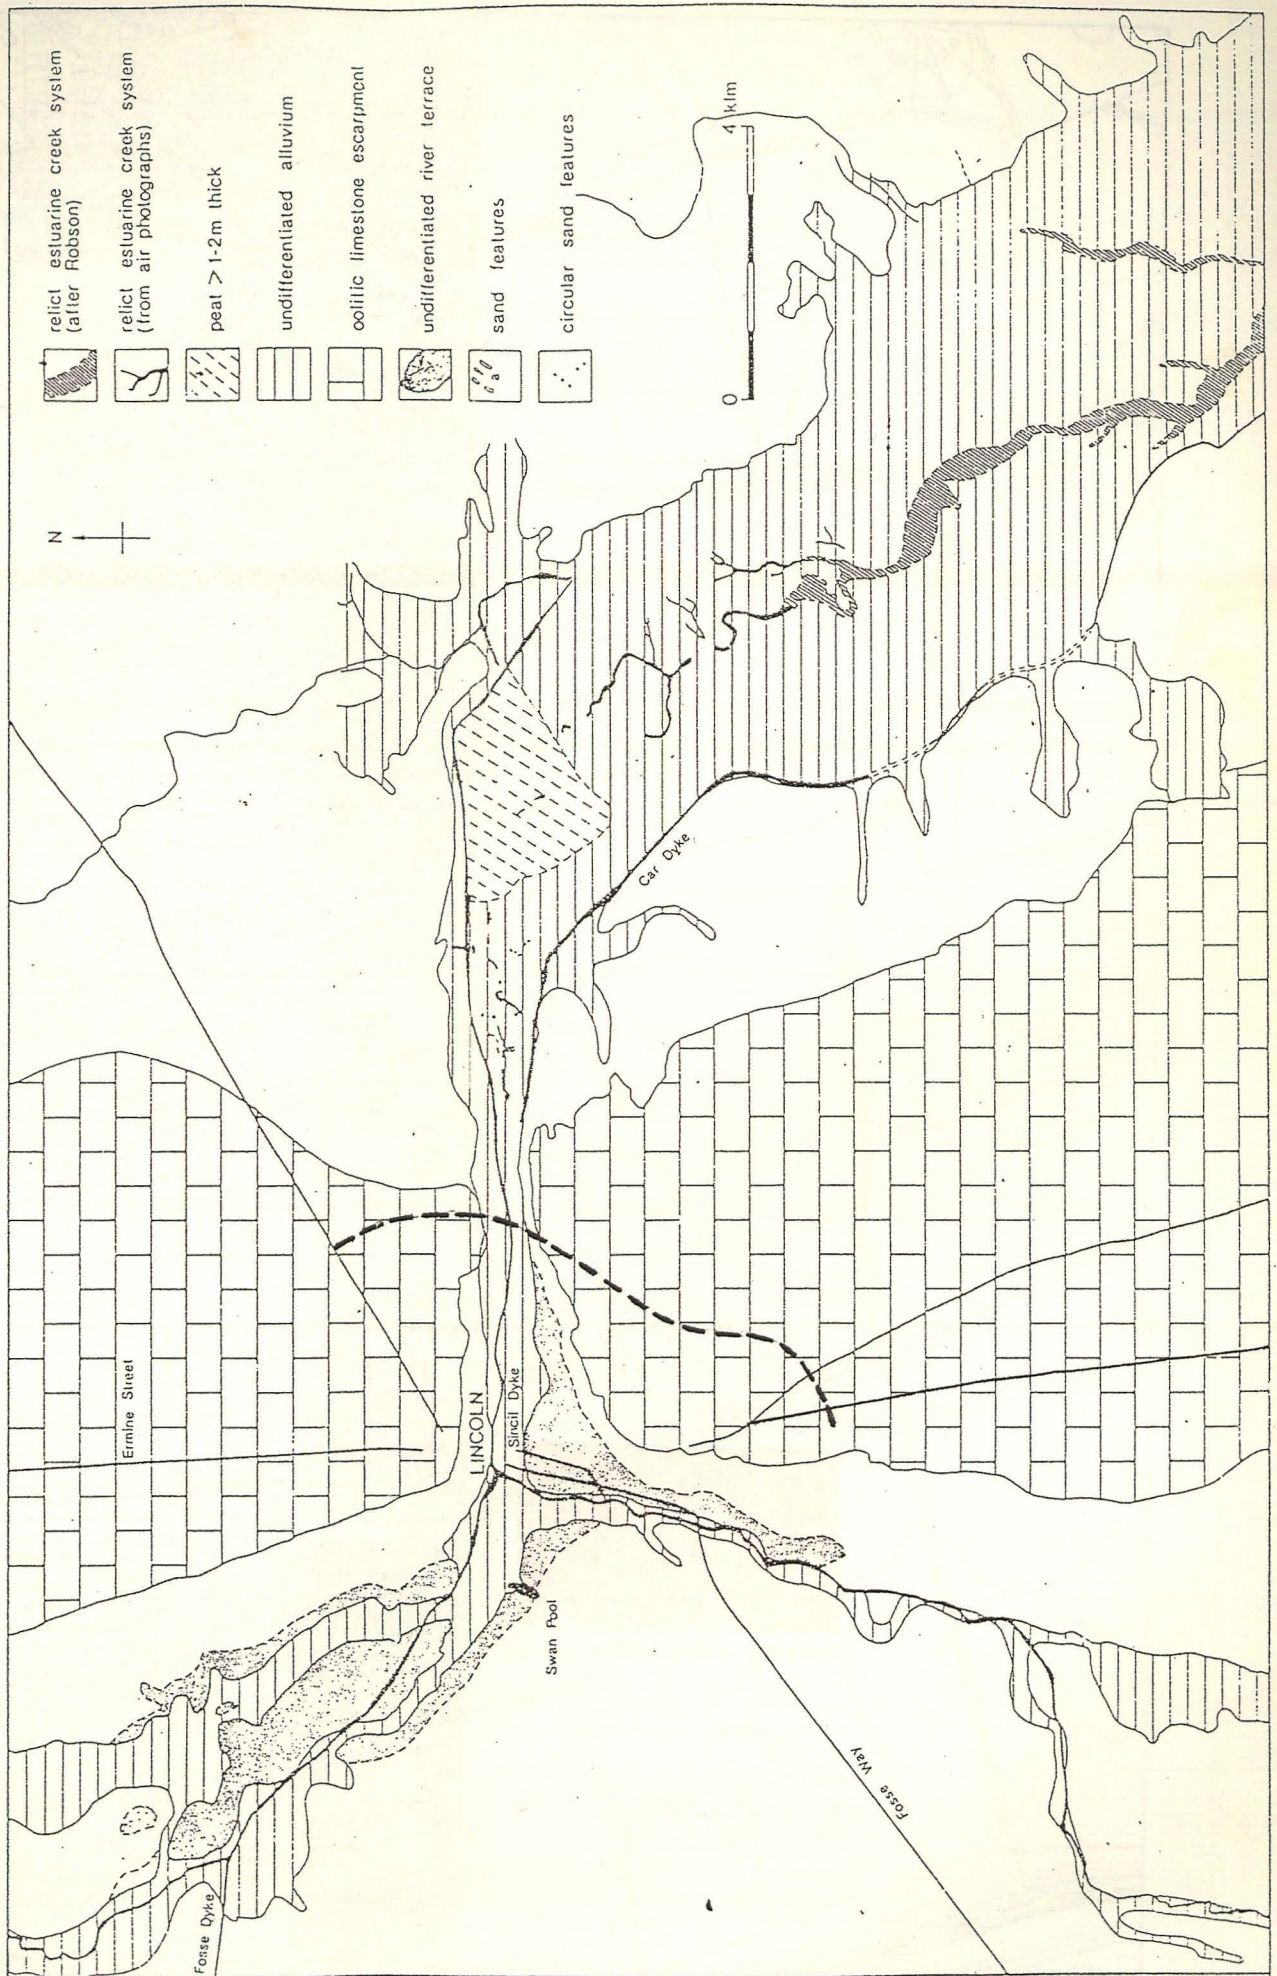 relict estuarine creek system
(after Robson)
relict estuarine creek system
(from air photographs)
peat > 1-2m thick
undifferentiated alluvium
oolitic limestone escarpment
undifferentiated river terrace
a
sand features
circular sand features
N
0
4 klm
Ermine Street
LINCOLN
Sincil Dyke
Car Dyke
Swan Pool
Fosse Way
Fosse Dyke